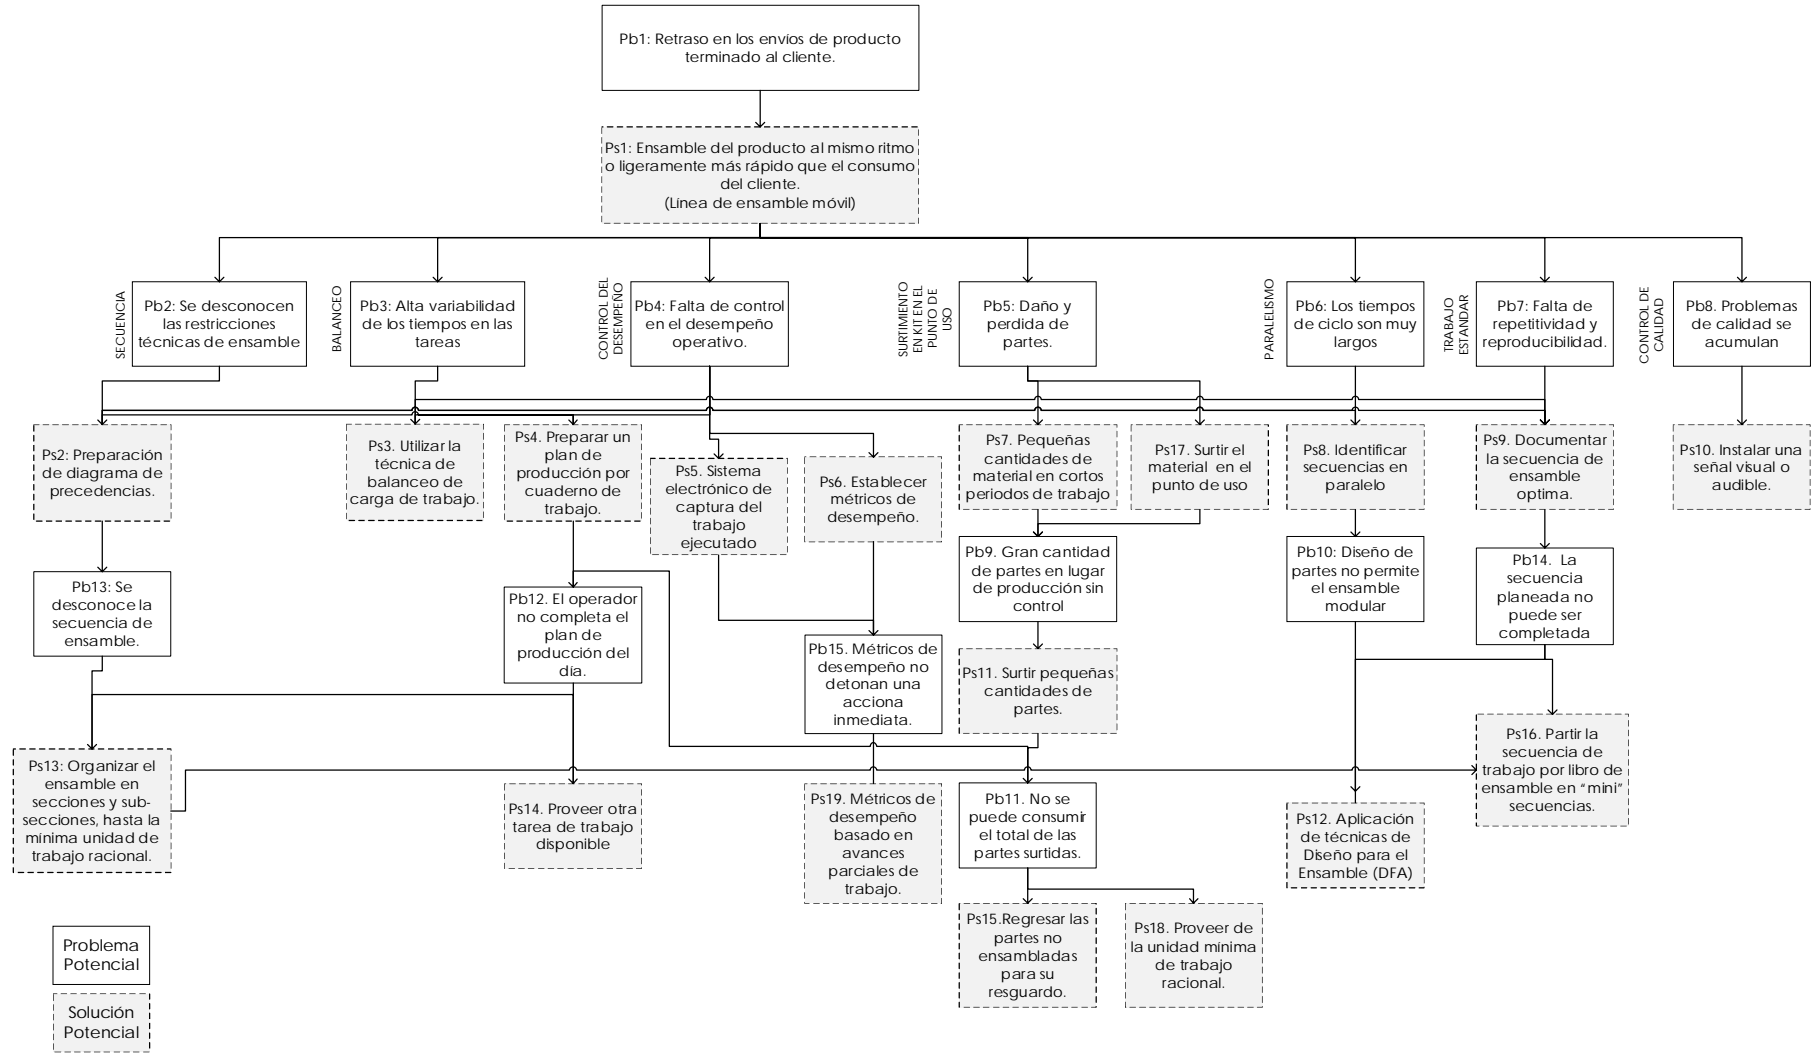 Pb1: Retraso en los envíos de producto
terminado al cliente.
Ps1: Ensamble del producto al mismo ritmo
o ligeramente más rápido que el consumo
del cliente.
(Línea de ensamble móvil)
SECUENCIA
Pb2: Se desconocen
las restricciones
técnicas de ensamble
BALANCEO
Pb3: Alta variabilidad
de los tiempos en las
tareas
CONTROL DEL
DESEMPEÑO
Pb4: Falta de control
en el desempeño
operativo.
SURTIMIENTO
EN KIT EN EL
PUNTO DE
USO
Pb5: Daño y
perdida de
partes.
PARALELISMO
Pb6: Los tiempos
de ciclo son muy
largos
TRABAJO
ESTANDAR
Pb7: Falta de
repetitividad y
reproducibilidad.
CONTROL DE
CALIDAD
Pb8. Problemas
de calidad se
acumulan
Ps2: Preparación
de diagrama de
precedencias.
Ps3. Utilizar la
técnica de
balanceo de
carga de trabajo.
Ps4. Preparar un
plan de
producción por
cuaderno de
trabajo.
Ps5. Sistema
electrónico de
captura del
trabajo
ejecutado
Ps6. Establecer
métricos de
desempeño.
Ps7. Pequeñas
cantidades de
material en cortos
periodos de trabajo
Ps17. Surtir el
material en el
punto de uso
Ps8. Identificar
secuencias en
paralelo
Ps9. Documentar
la secuencia de
ensamble
optima.
Ps10. Instalar una
señal visual o
audible.
Pb13: Se
desconoce la
secuencia de
ensamble.
Pb12. El operador
no completa el
plan de
producción del
día.
Pb15. Métricos de
desempeño no
detonan una
acciona
inmediata.
Pb9. Gran cantidad
de partes en lugar
de producción sin
control
Pb10: Diseño de
partes no permite
el ensamble
modular
Pb14. La
secuencia
planeada no
puede ser
completada
Ps11. Surtir pequeñas
cantidades de
partes.
Ps13: Organizar el
ensamble en
secciones y sub-
secciones, hasta la
mínima unidad de
trabajo racional.
Ps14. Proveer otra
tarea de trabajo
disponible
Ps19. Métricos de
desempeño
basado en
avances
parciales de
trabajo.
Pb11. No se
puede consumir
el total de las
partes surtidas.
Ps12. Aplicación
de técnicas de
Diseño para el
Ensamble (DFA)
Ps16. Partir la
secuencia de
trabajo por libro de
ensamble en “mini”
secuencias.
Ps15.Regresar las
partes no
ensambladas
para su
resguardo.
Ps18. Proveer de
la unidad mínima
de trabajo
racional.
Problema
Potencial
Solución
Potencial